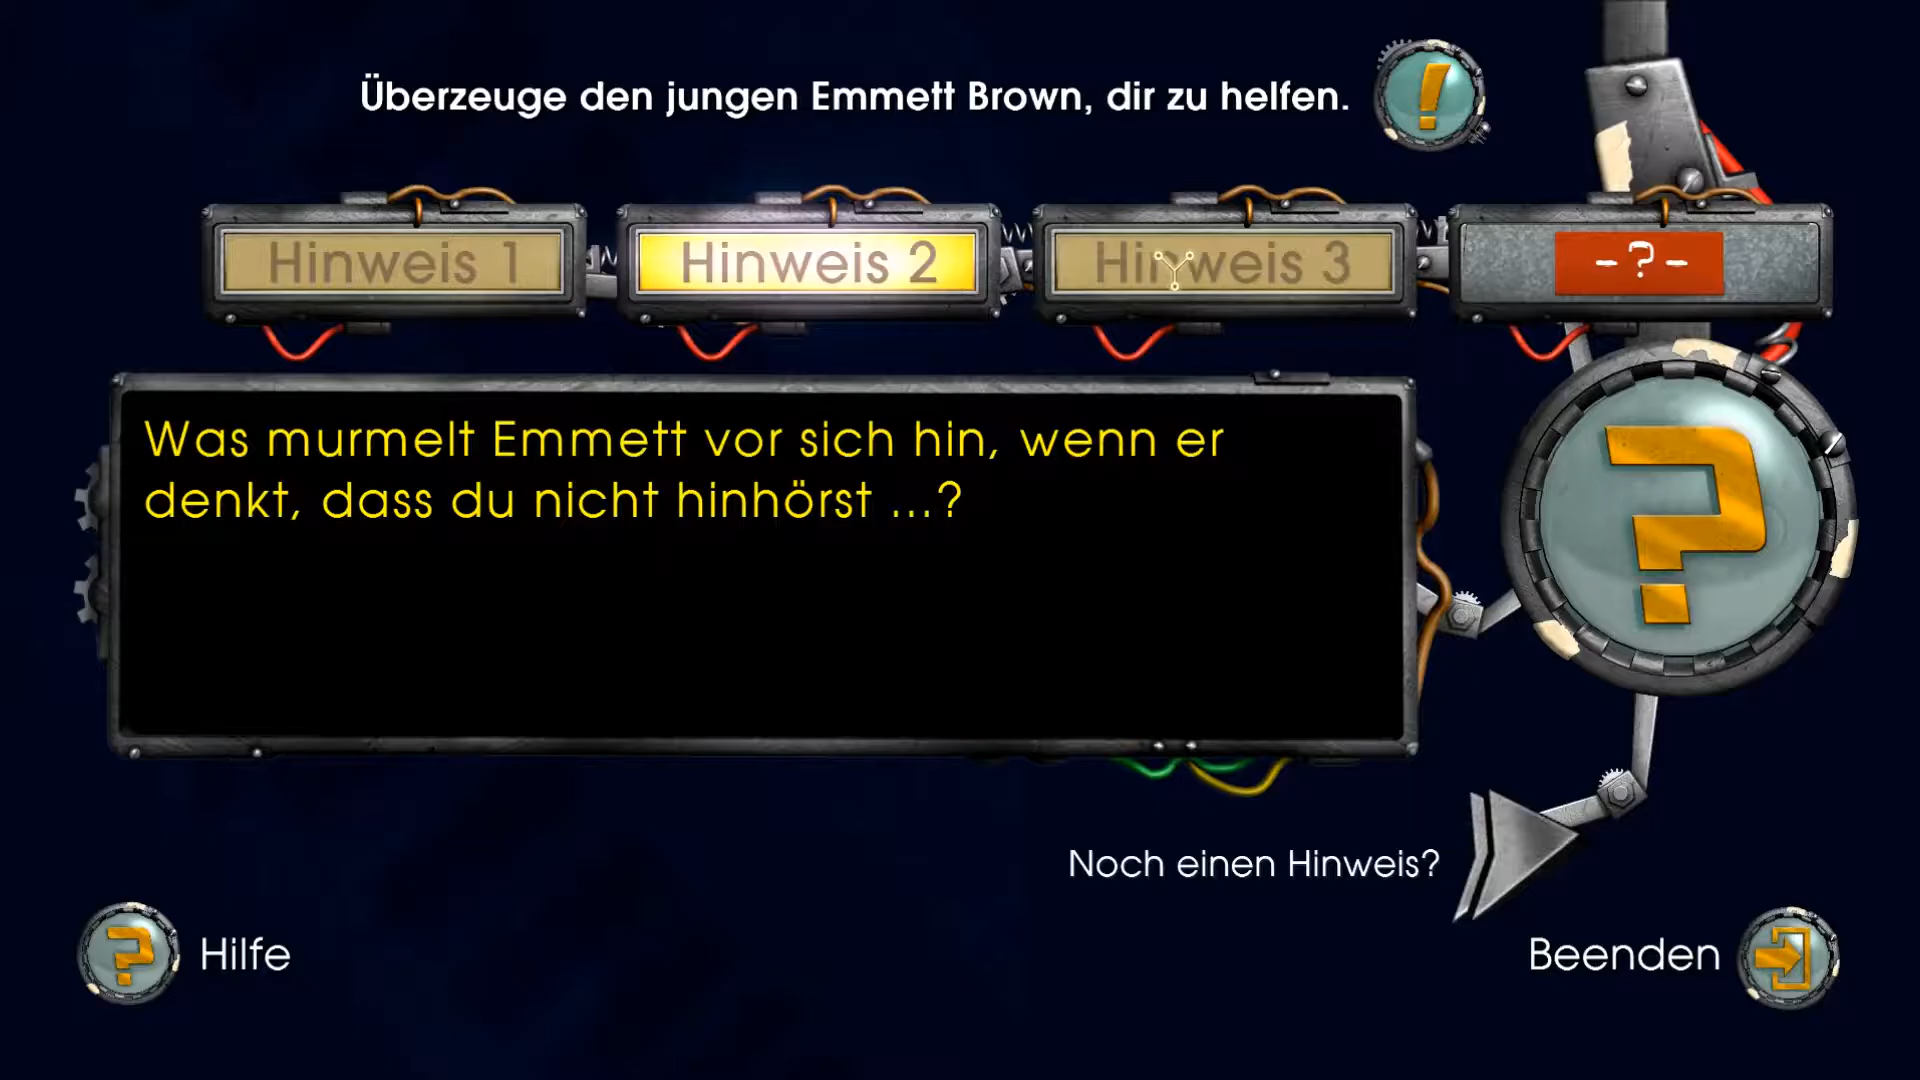 Überzeuge den jungen Emmett Brown, dir zu helfen.
Hinweis 1
Hinweis 2
Hinweis 3
- ? -
Was murmelt Emmett vor sich hin, wenn er
denkt, dass du nicht hinhörst ...?
Noch einen Hinweis?
Hilfe
Beenden